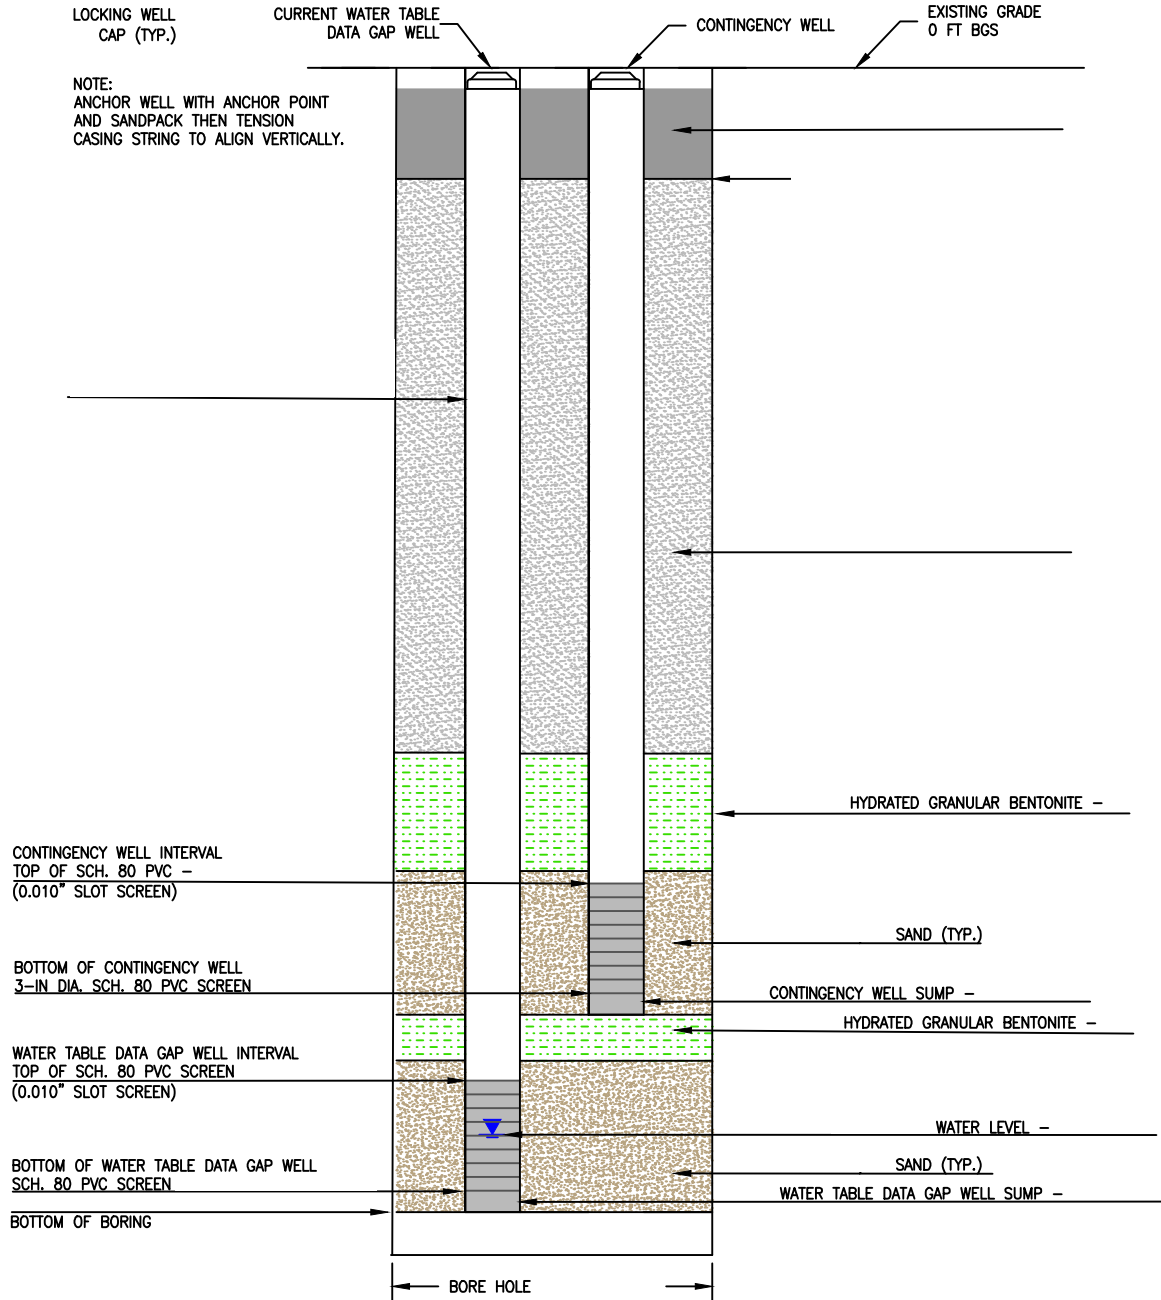 LOCKING WELL
CAP (TYP.)
CURRENT WATER TABLE
DATA GAP WELL
CONTINGENCY WELL
EXISTING GRADE
0 FT BGS
NOTE:
ANCHOR WELL WITH ANCHOR POINT
AND SANDPACK THEN TENSION
CASING STRING TO ALIGN VERTICALLY.
HYDRATED GRANULAR BENTONITE –
CONTINGENCY WELL INTERVAL
TOP OF SCH. 80 PVC –
(0.010" SLOT SCREEN)
SAND (TYP.)
BOTTOM OF CONTINGENCY WELL
3–IN DIA. SCH. 80 PVC SCREEN
CONTINGENCY WELL SUMP –
HYDRATED GRANULAR BENTONITE –
WATER TABLE DATA GAP WELL INTERVAL
TOP OF SCH. 80 PVC SCREEN
(0.010" SLOT SCREEN)
WATER LEVEL –
SAND (TYP.)
BOTTOM OF WATER TABLE DATA GAP WELL
SCH. 80 PVC SCREEN
WATER TABLE DATA GAP WELL SUMP –
BOTTOM OF BORING
BORE HOLE